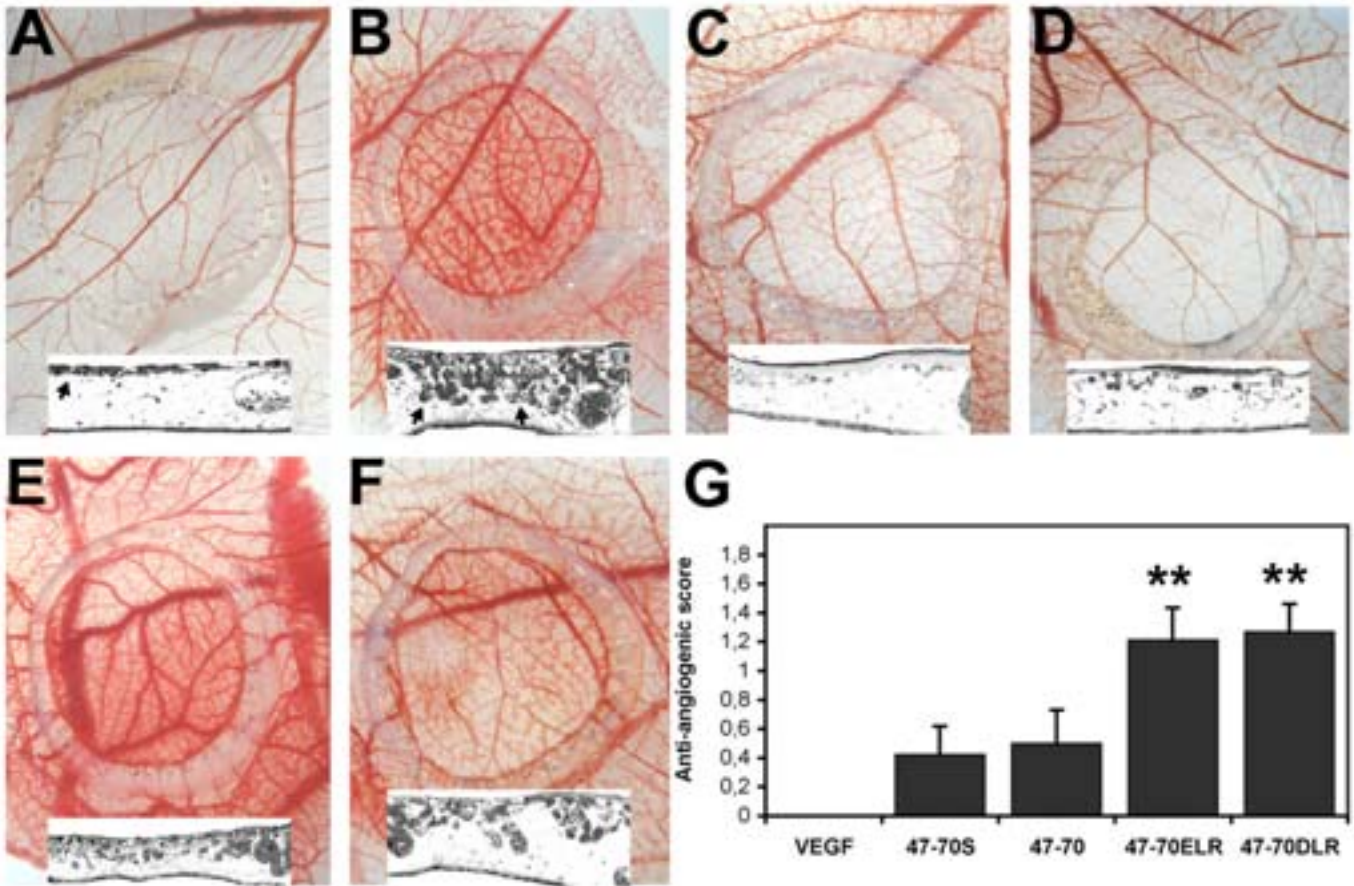 A
B
C
D
E
F
G
Anti-angiogenic score
1,8
1,6
1,4
1,2
1
0,8
0,6
0,4
0,2
0
** **
VEGF 47-70S 47-70 47-70ELR 47-70DLR